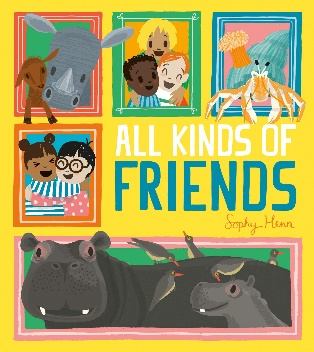 ALL KINDS OF
FRIENDS
Sophy Henn